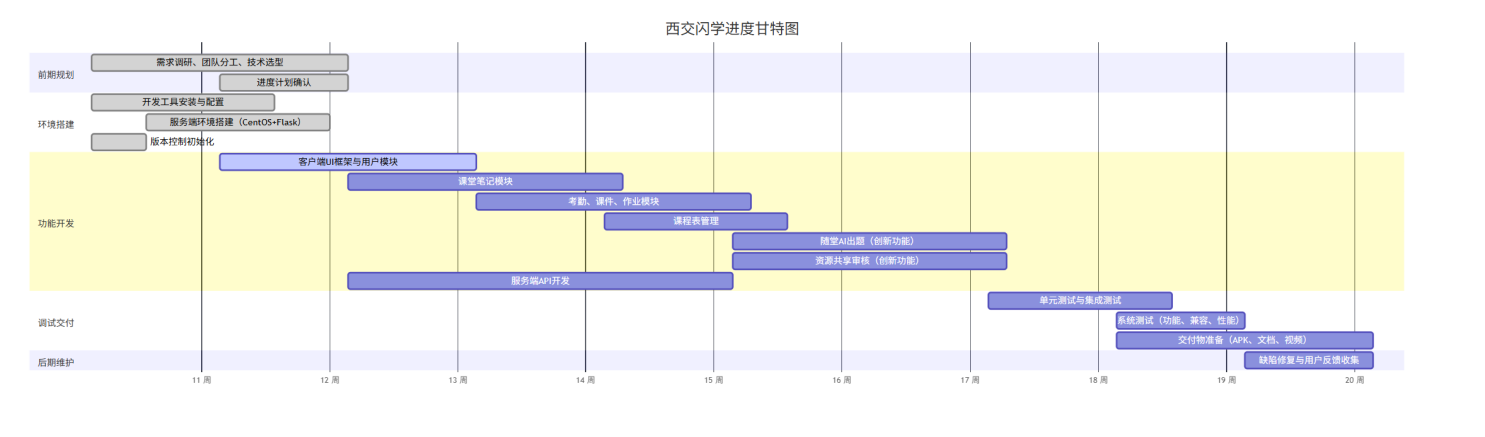 西交闪学进度甘特图
前期规划
需求调研、团队分工、技术选型
进度计划确认
环境搭建
开发工具安装与配置
服务端环境搭建（CentOS+Flask）
版本控制初始化
功能开发
客户端UI框架与用户模块
课堂笔记模块
考勤、课件、作业模块
课程表管理
随堂AI出题（创新功能）
资源共享审核（创新功能）
服务端API开发
调试交付
单元测试与集成测试
系统测试（功能、兼容、性能）
交付物准备（APK、文档、视频）
后期维护
缺陷修复与用户反馈收集
11 周
12 周
13 周
14 周
15 周
16 周
17 周
18 周
19 周
20 周